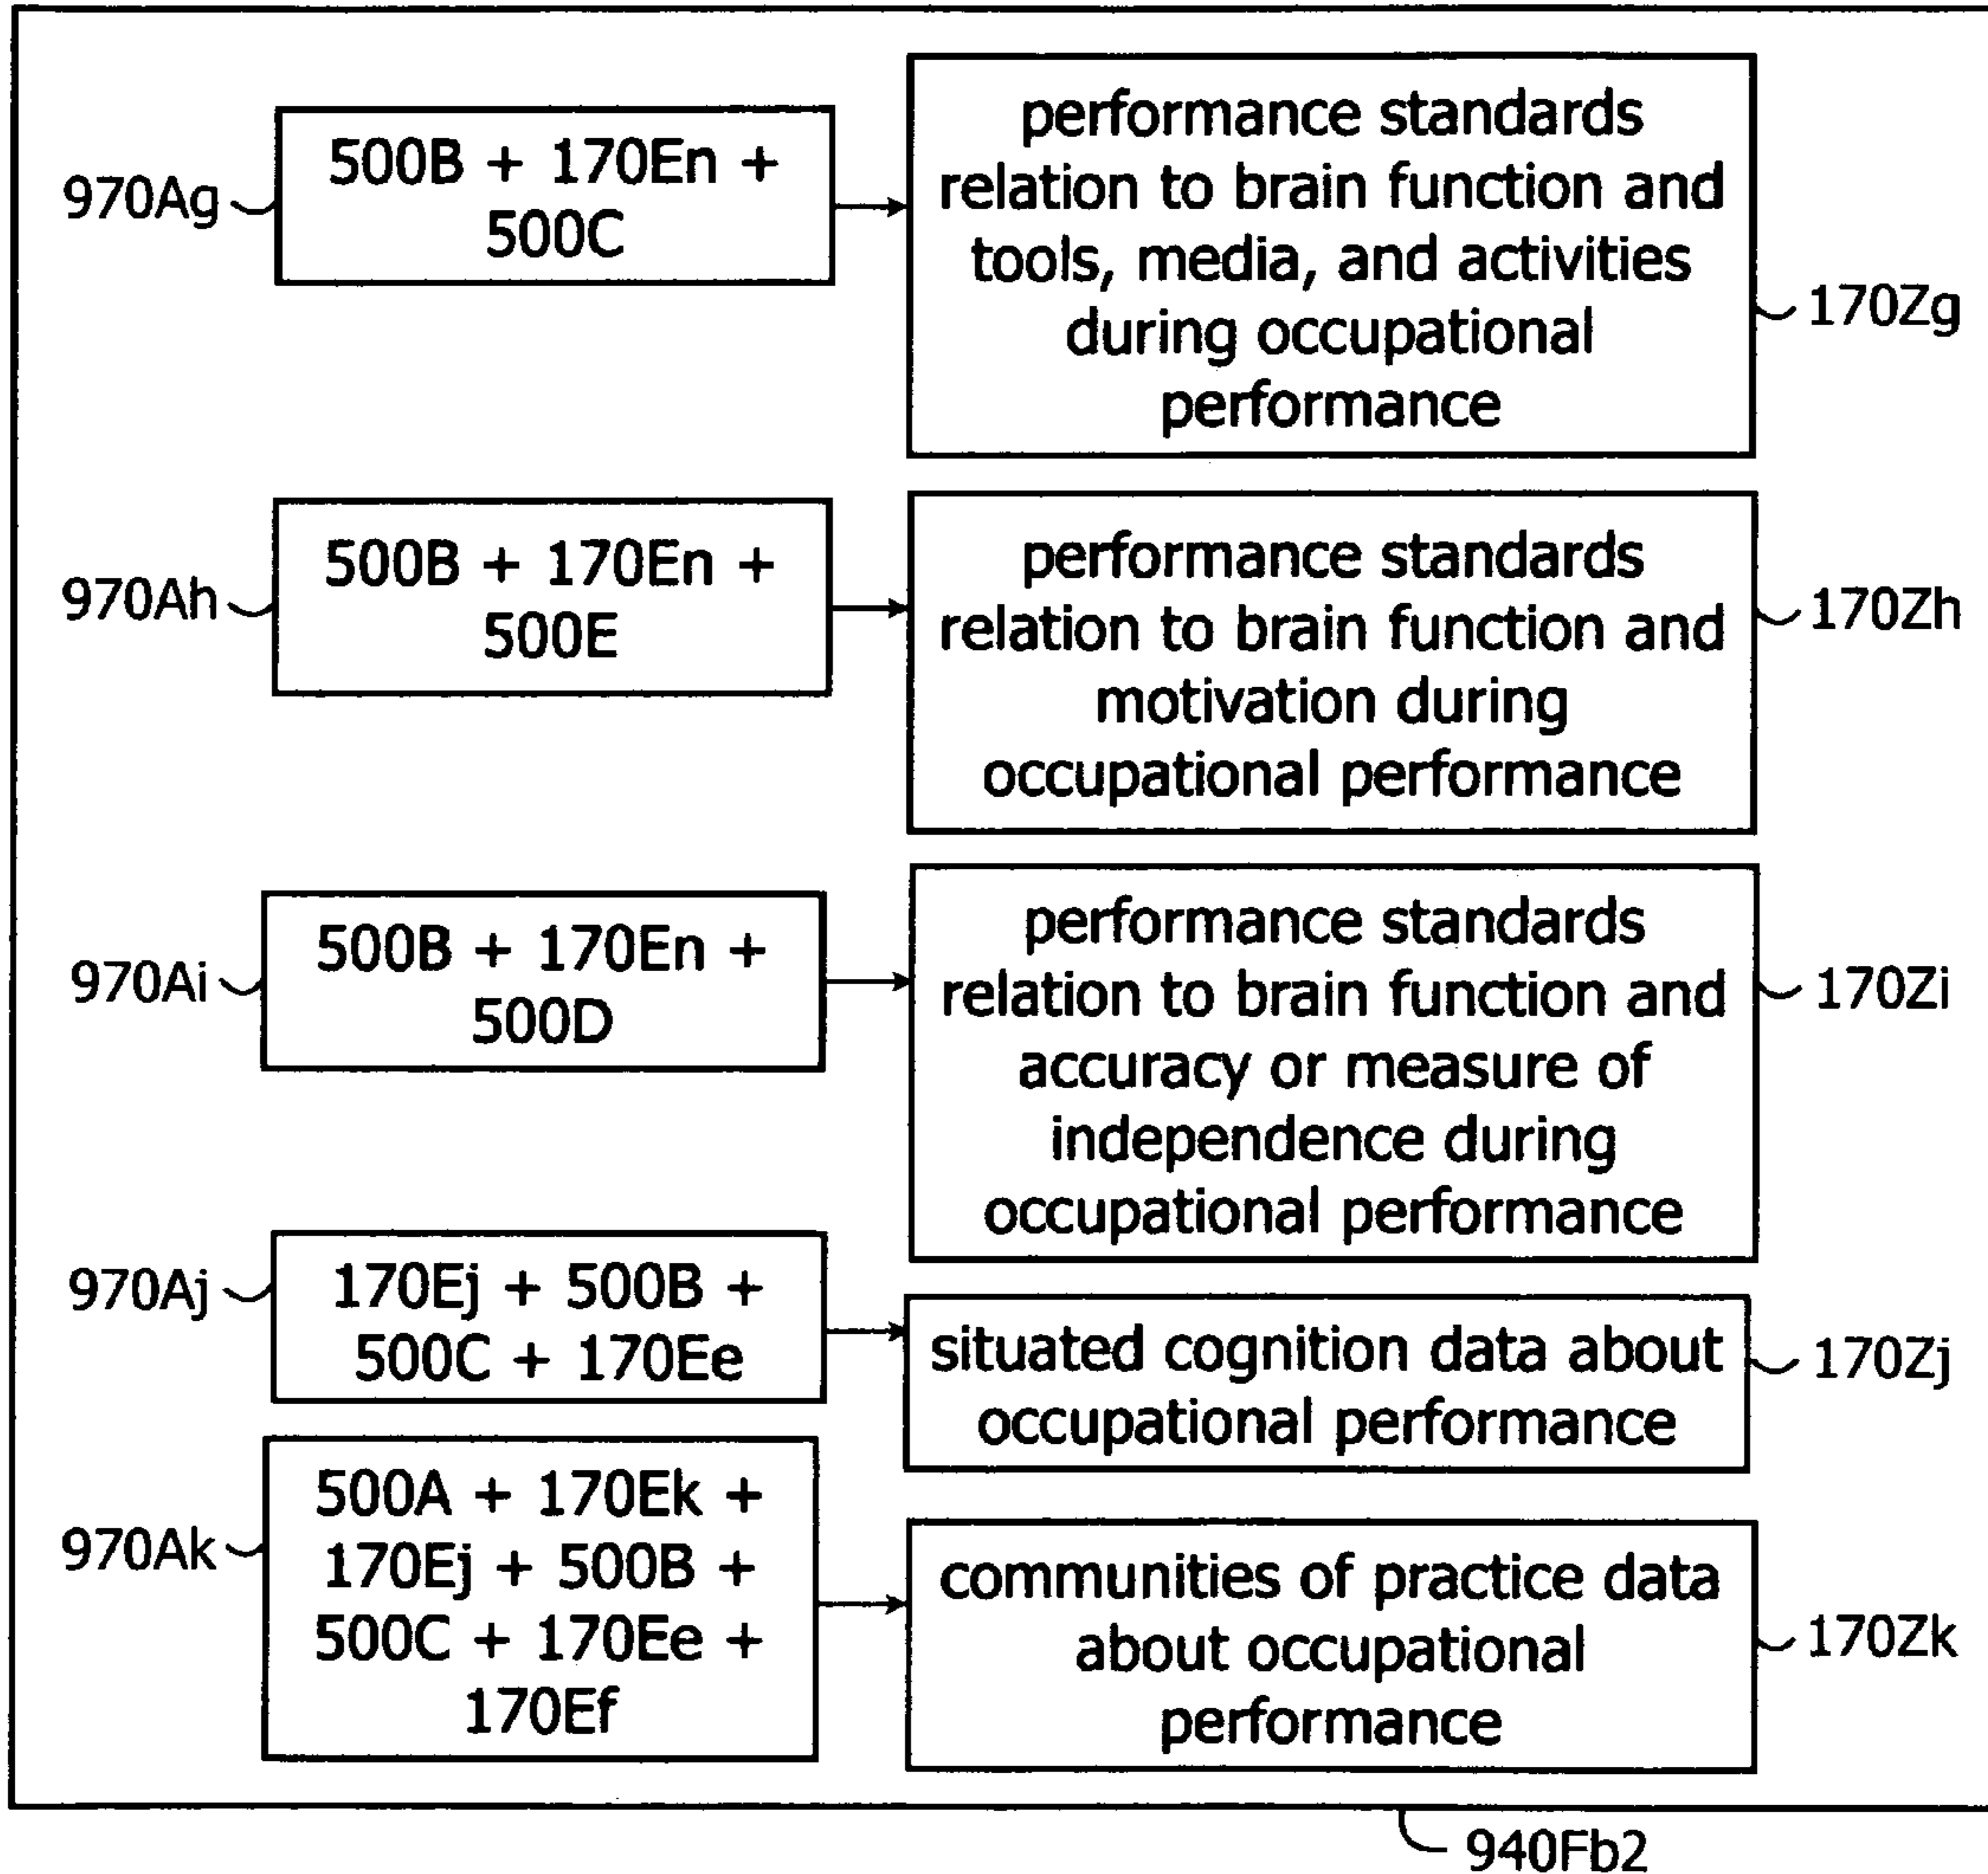 970Ag
500B + 170En +
500C
performance standards
relation to brain function and
tools, media, and activities
during occupational
performance
170Zg
970Ah
500B + 170En +
500E
performance standards
relation to brain function and
motivation during
occupational performance
170Zh
970Ai
500B + 170En +
500D
performance standards
relation to brain function and
accuracy or measure of
independence during
occupational performance
170Zi
970Aj
170Ej + 500B +
500C + 170Ee
situated cognition data about
occupational performance
170Zj
970Ak
500A + 170Ek +
170Ej + 500B +
500C + 170Ee +
170Ef
communities of practice data
about occupational
performance
170Zk
940Fb2